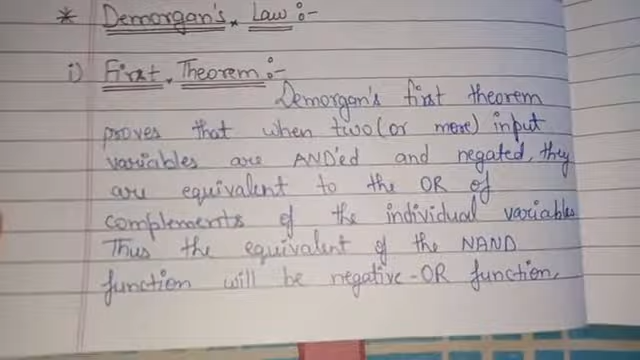 * Demorgan's Law :-
i) First Theorem :-
Demorgan's first theorem
proves that when two (or more) input
variables are AND'ed and negated, they
are equivalent to the OR of
complements of the individual variables.
Thus the equivalent of the NAND
function will be negative-OR function.